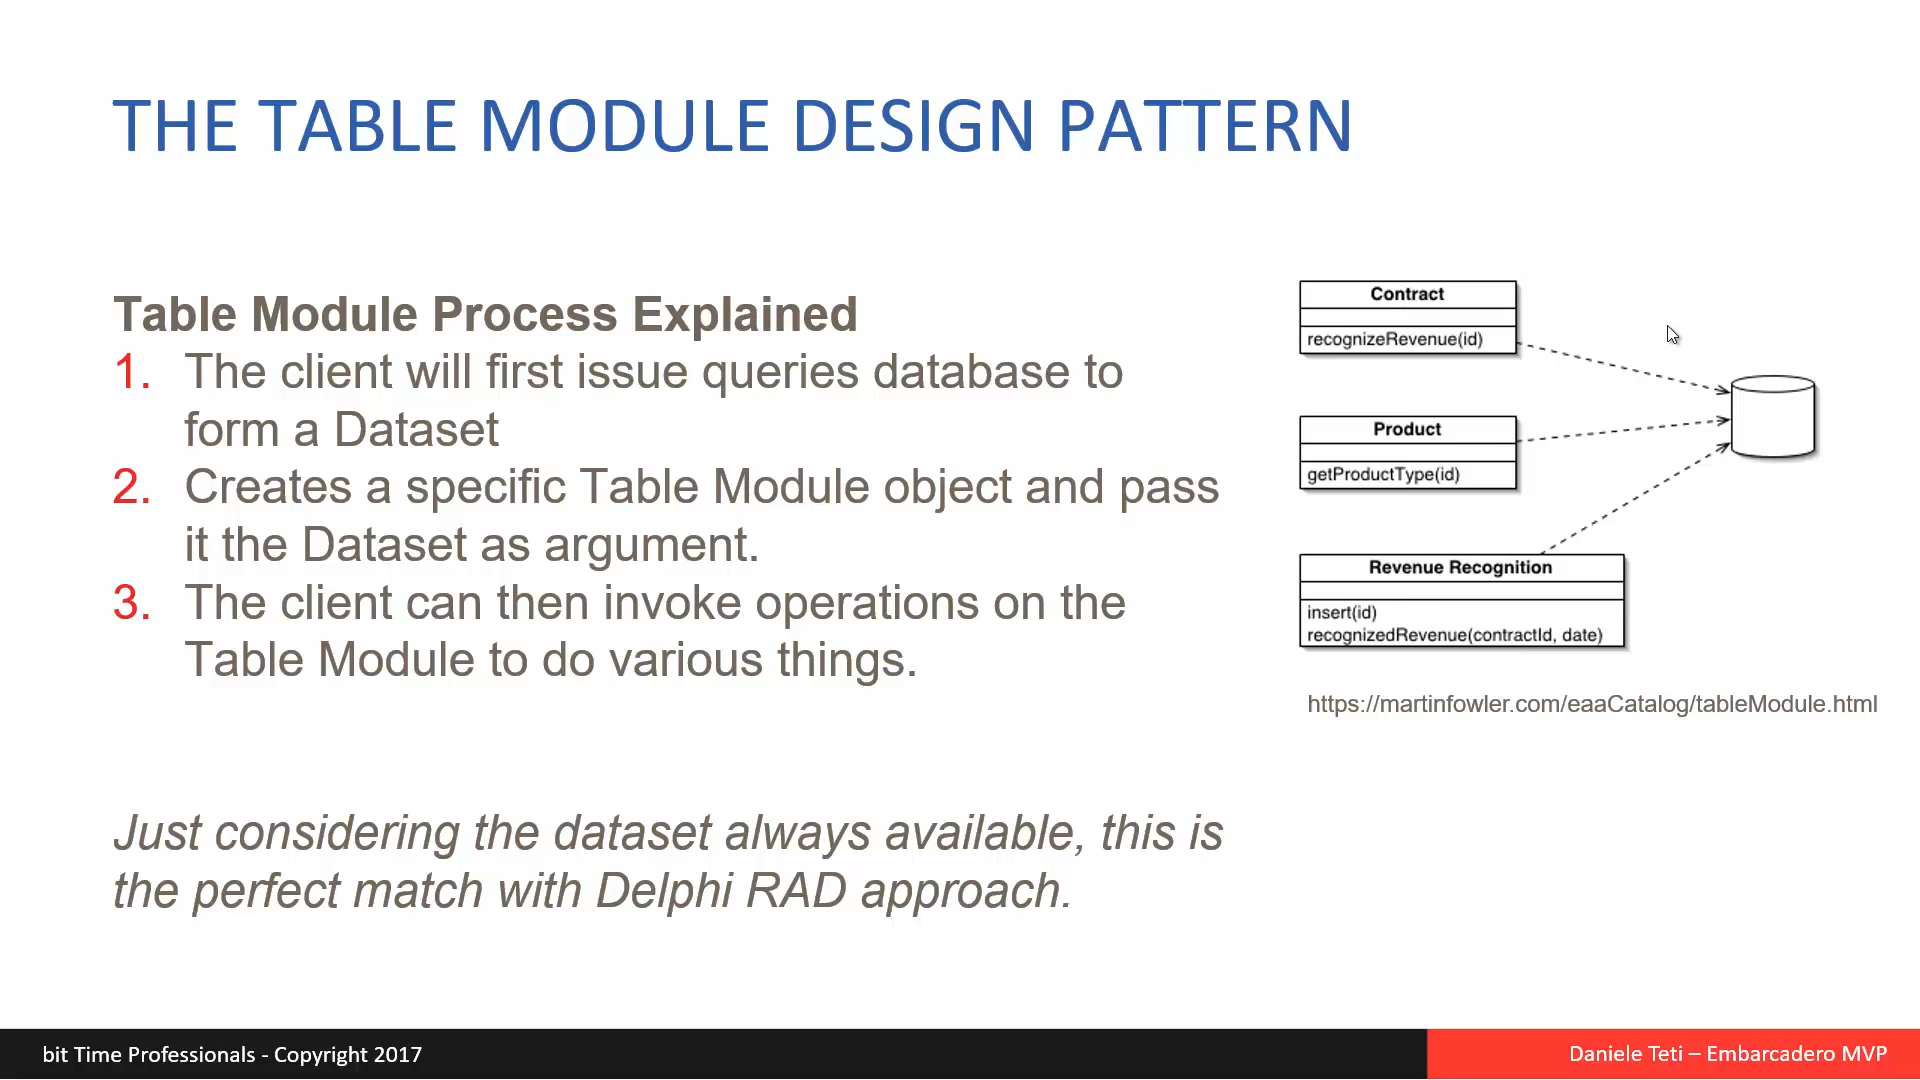 THE TABLE MODULE DESIGN PATTERN
Table Module Process Explained
1. The client will first issue queries database to
form a Dataset
2. Creates a specific Table Module object and pass
it the Dataset as argument.
3. The client can then invoke operations on the
Table Module to do various things.
Just considering the dataset always available, this is
the perfect match with Delphi RAD approach.
Contract
recognizeRevenue(id)
Product
getProductType(id)
Revenue Recognition
insert(id)
recognizedRevenue(contractId, date)
https://martinfowler.com/eaaCatalog/tableModule.html
bit Time Professionals - Copyright 2017
Daniele Teti – Embarcadero MVP